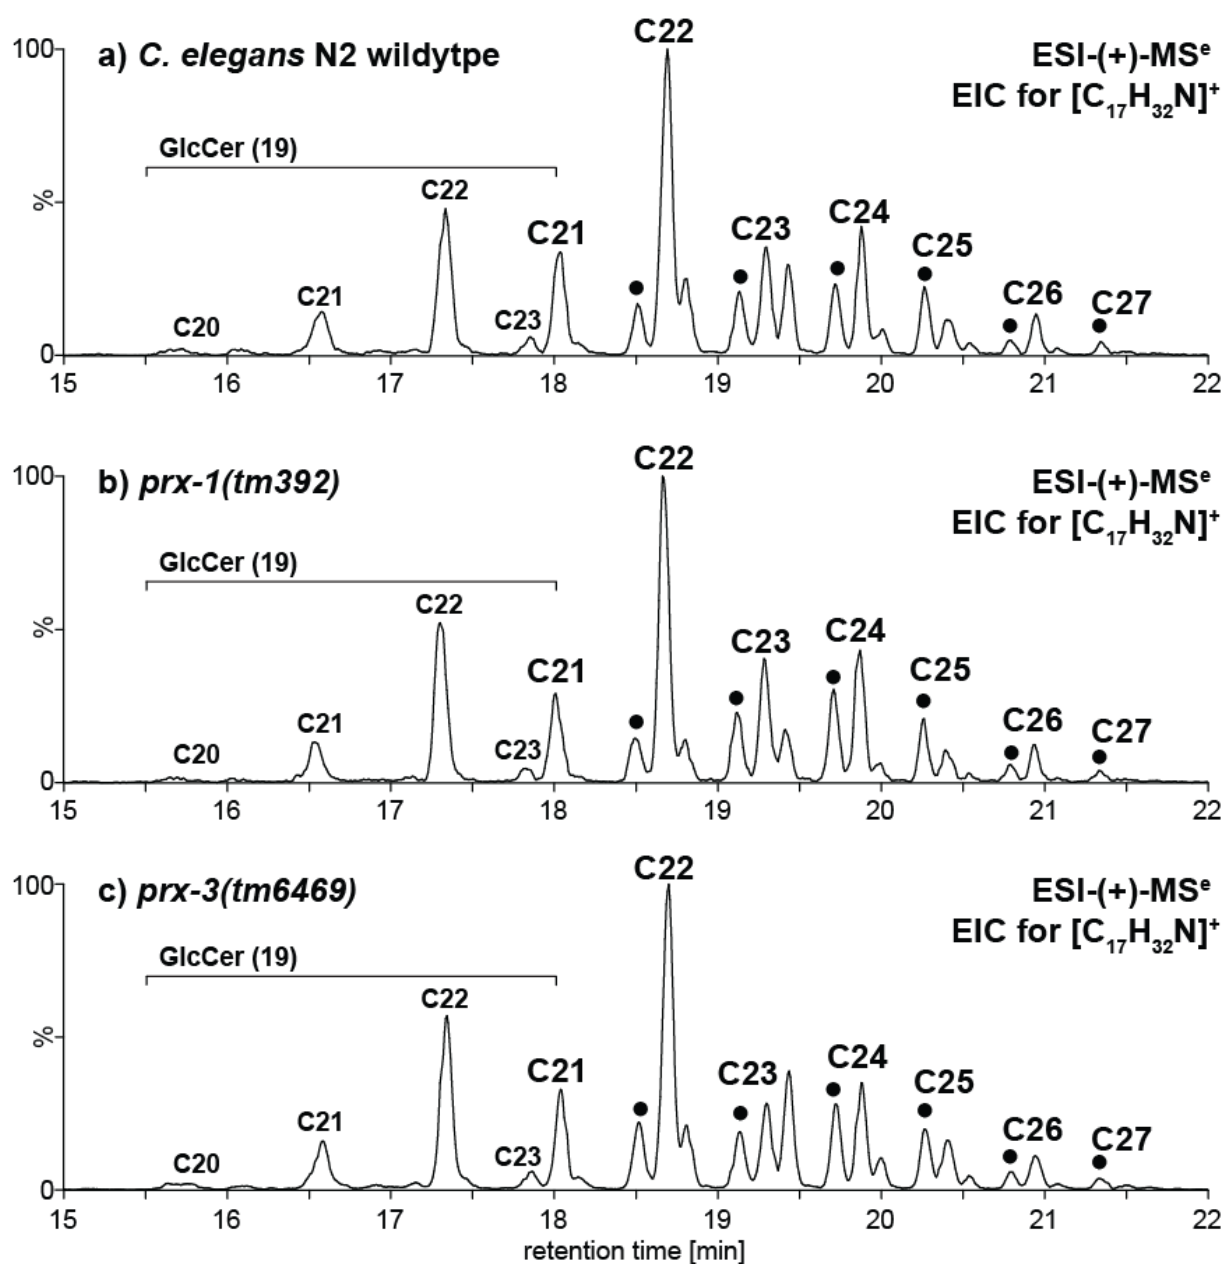 a) C. elegans N2 wildytpe
ESI-(+)-MSᵉ
EIC for [C₁₇H₃₂N]⁺
GlcCer (19)
100
%
0
C20
C21
C22
C23
C21
C22
C23
C24
C25
C26
C27
15 16 17 18 19 20 21 22
b) prx-1(tm392)
ESI-(+)-MSᵉ
EIC for [C₁₇H₃₂N]⁺
GlcCer (19)
100
%
0
C20
C21
C22
C23
C21
C22
C23
C24
C25
C26
C27
15 16 17 18 19 20 21 22
c) prx-3(tm6469)
ESI-(+)-MSᵉ
EIC for [C₁₇H₃₂N]⁺
GlcCer (19)
100
%
0
C20
C21
C22
C23
C21
C22
C23
C24
C25
C26
C27
15 16 17 18 19 20 21 22
retention time [min]